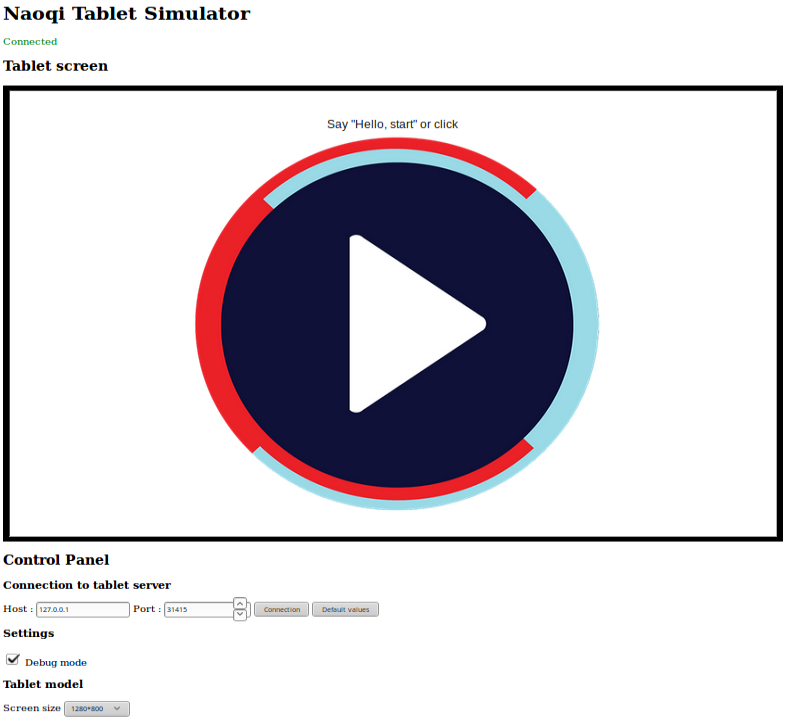 Naoqi Tablet Simulator
Connected
Tablet screen
Say "Hello, start" or click
Control Panel
Connection to tablet server
Host : 127.0.0.1 Port : 31415 Connection Default values
Settings
Debug mode
Tablet model
Screen size 1280*800